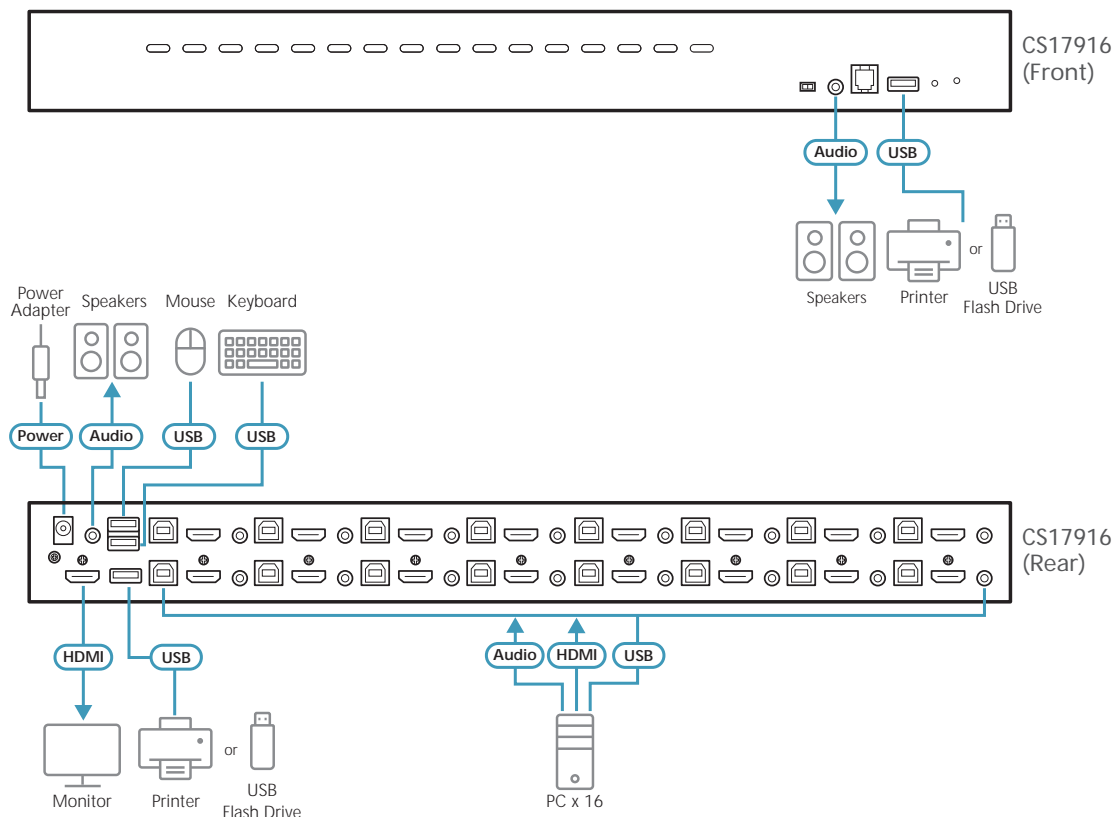 CS17916
(Front)
Audio
USB
Speakers
Printer
or
USB
Flash Drive
Power
Adapter
Speakers
Mouse
Keyboard
Power
Audio
USB
USB
CS17916
(Rear)
HDMI
USB
Audio
HDMI
USB
Monitor
Printer
or
USB
Flash Drive
PC x 16